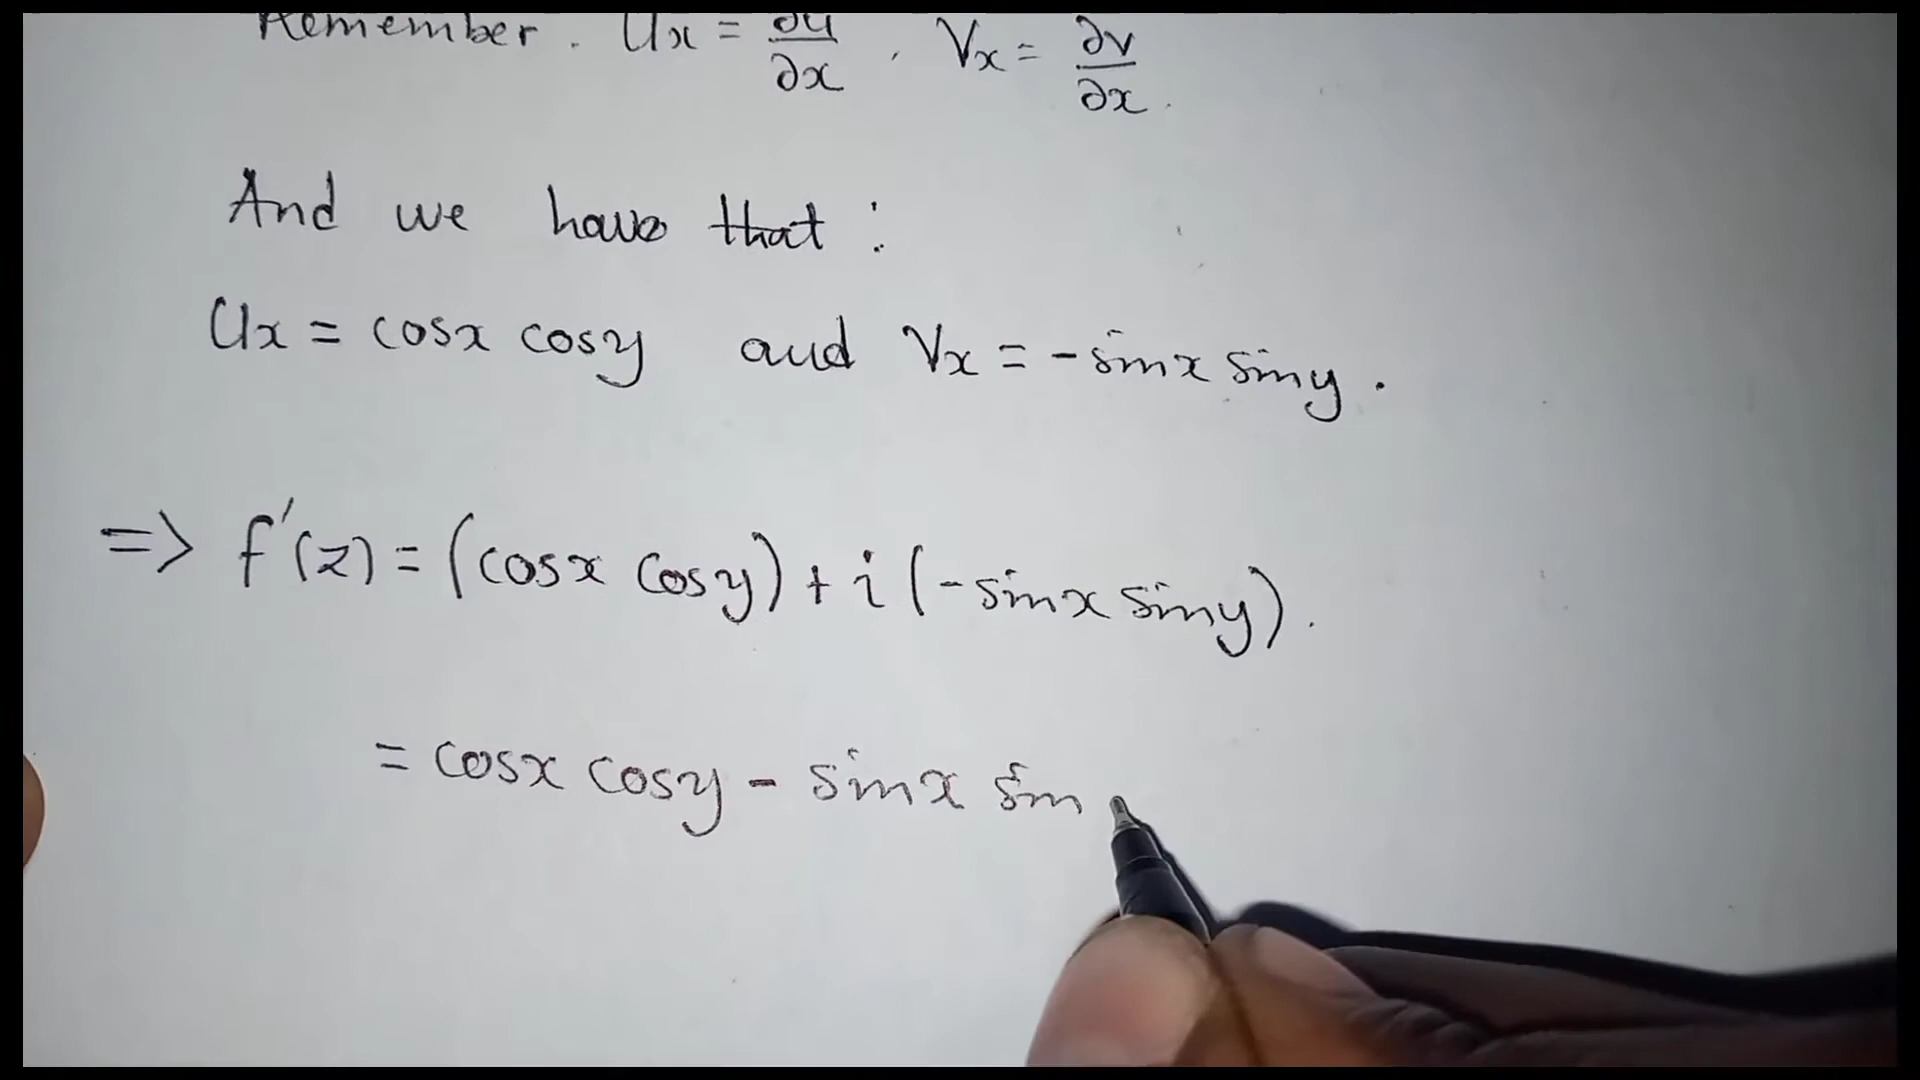 Remember. Ux = ∂u/∂x , Vx = ∂v/∂x.
And we have that :
Ux = cosx cosy and Vx = -sinx siny .
=> f'(z) = (cosx cosy) + i (-sinx siny) .
= cosx cosy - sinx sin